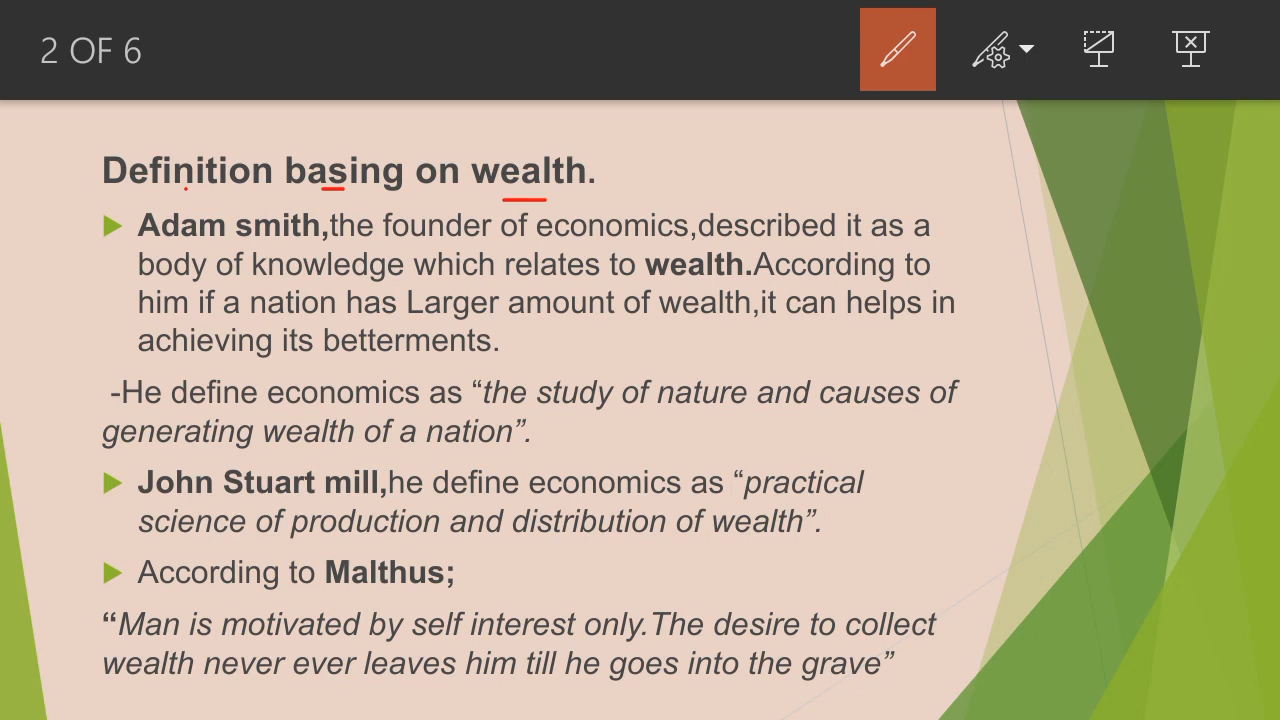 2 OF 6
Definition basing on wealth.
Adam smith,the founder of economics,described it as a
body of knowledge which relates to wealth.According to
him if a nation has Larger amount of wealth,it can helps in
achieving its betterments.
-He define economics as “the study of nature and causes of
generating wealth of a nation”.
John Stuart mill,he define economics as “practical
science of production and distribution of wealth”.
According to Malthus;
“Man is motivated by self interest only.The desire to collect
wealth never ever leaves him till he goes into the grave”